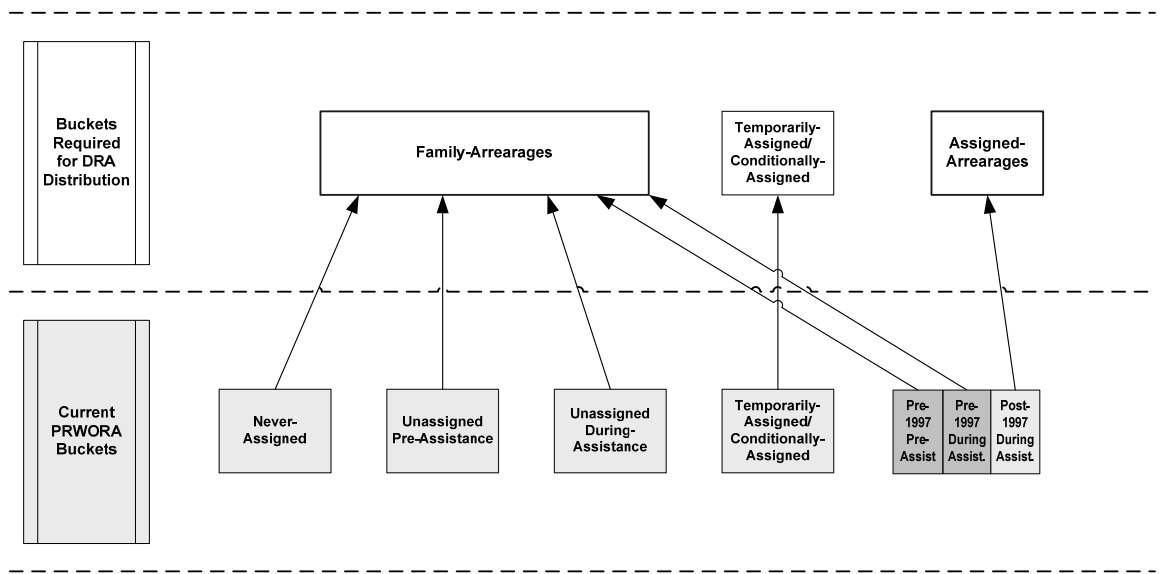 Buckets
Required
for DRA
Distribution
Family-Arrearages
Temporarily-
Assigned/
Conditionally-
Assigned
Assigned-
Arrearages
Current
PRWORA
Buckets
Never-
Assigned
Unassigned
Pre-Assistance
Unassigned
During-
Assistance
Temporarily-
Assigned/
Conditionally-
Assigned
Pre-
1997
Pre-
Assist
Pre-
1997
During
Assist.
Post-
1997
During
Assist.